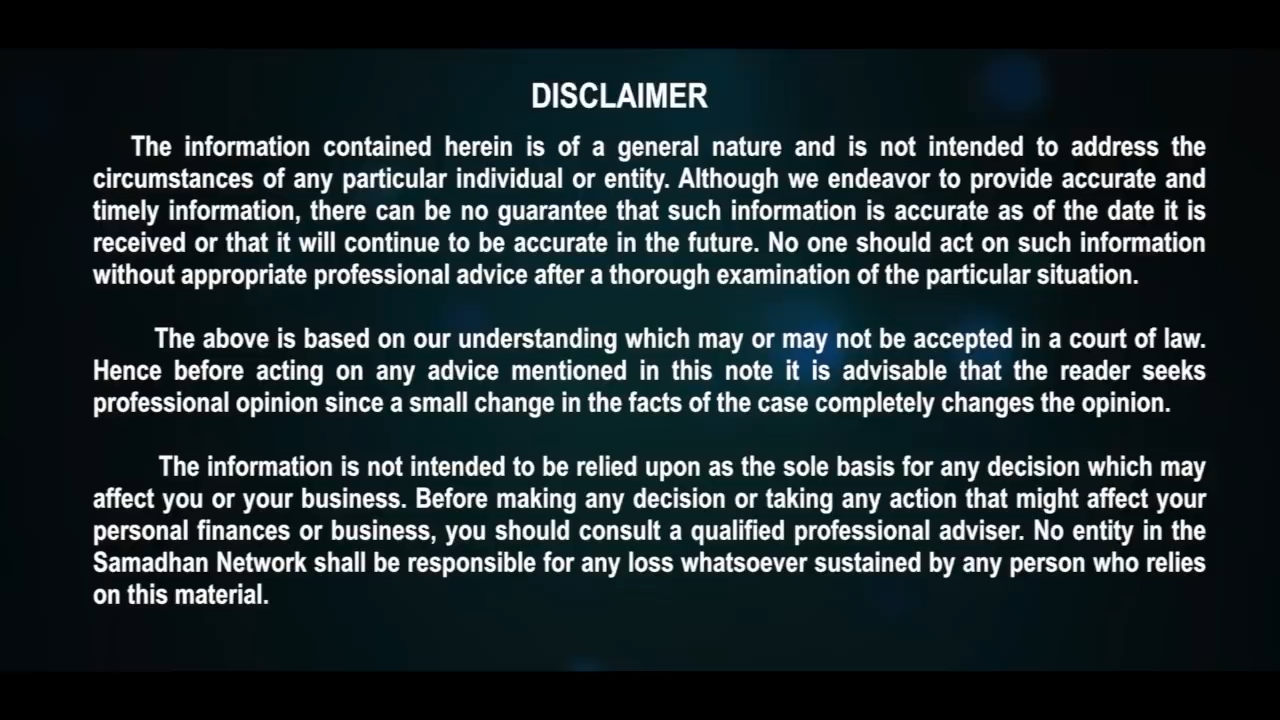 DISCLAIMER
The information contained herein is of a general nature and is not intended to address the
circumstances of any particular individual or entity. Although we endeavor to provide accurate and
timely information, there can be no guarantee that such information is accurate as of the date it is
received or that it will continue to be accurate in the future. No one should act on such information
without appropriate professional advice after a thorough examination of the particular situation.
The above is based on our understanding which may or may not be accepted in a court of law.
Hence before acting on any advice mentioned in this note it is advisable that the reader seeks
professional opinion since a small change in the facts of the case completely changes the opinion.
The information is not intended to be relied upon as the sole basis for any decision which may
affect you or your business. Before making any decision or taking any action that might affect your
personal finances or business, you should consult a qualified professional adviser. No entity in the
Samadhan Network shall be responsible for any loss whatsoever sustained by any person who relies
on this material.